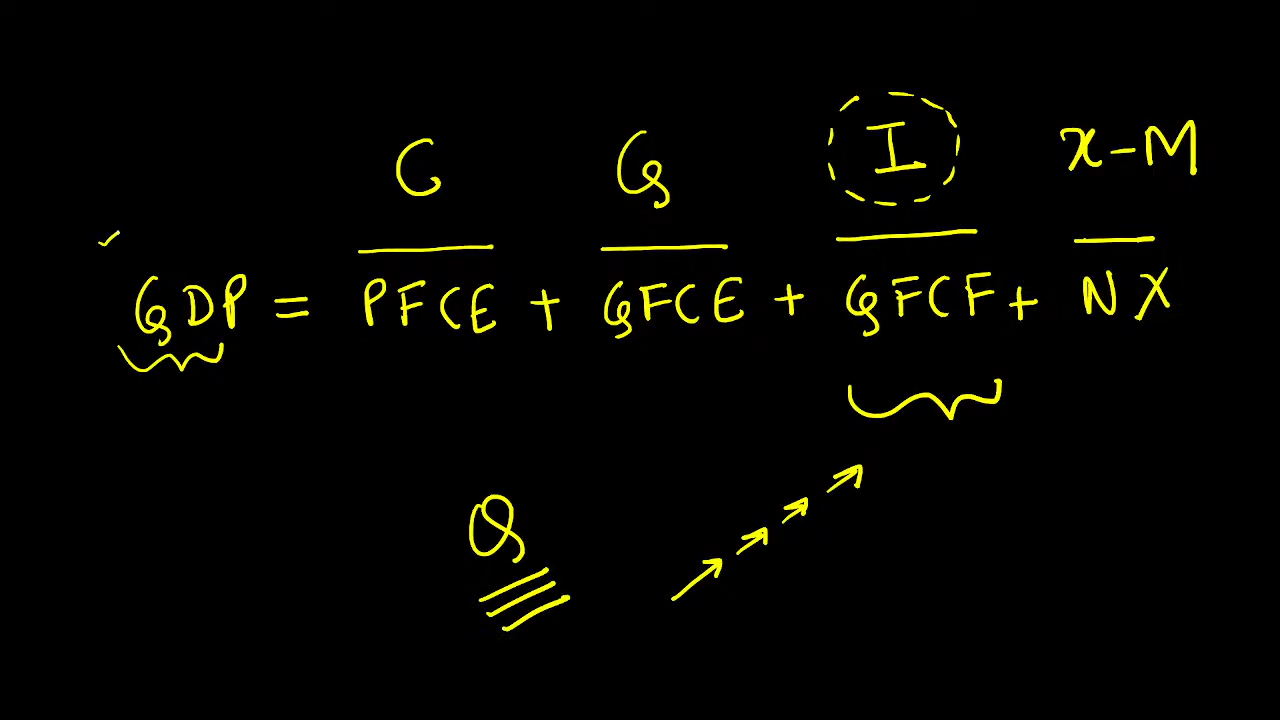 C G I X-M
GDP = PFCE + GFCE + GFCF + NX
Q